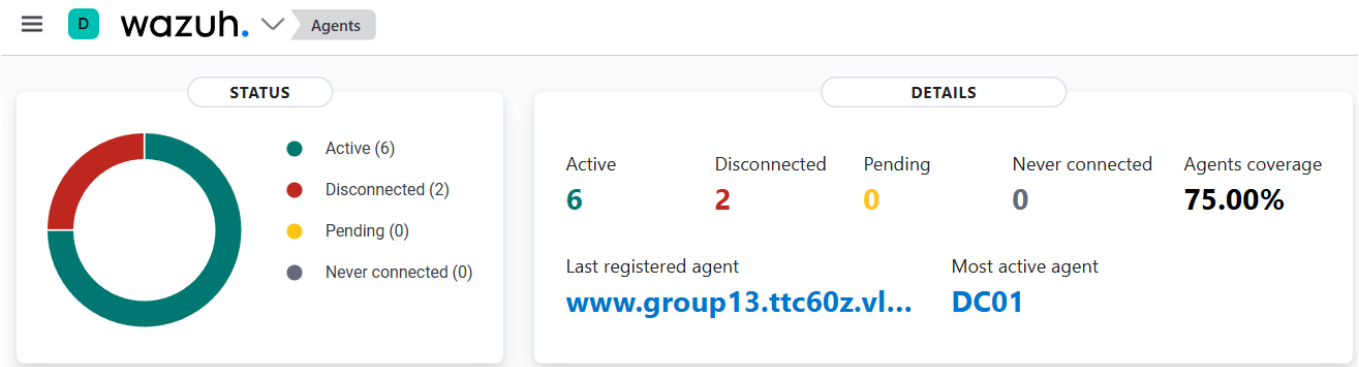 D wazuh. Agents
STATUS
Active (6)
Disconnected (2)
Pending (0)
Never connected (0)
DETAILS
Active Disconnected Pending Never connected Agents coverage
6 2 0 0 75.00%
Last registered agent Most active agent
www.group13.ttc60z.vl... DC01